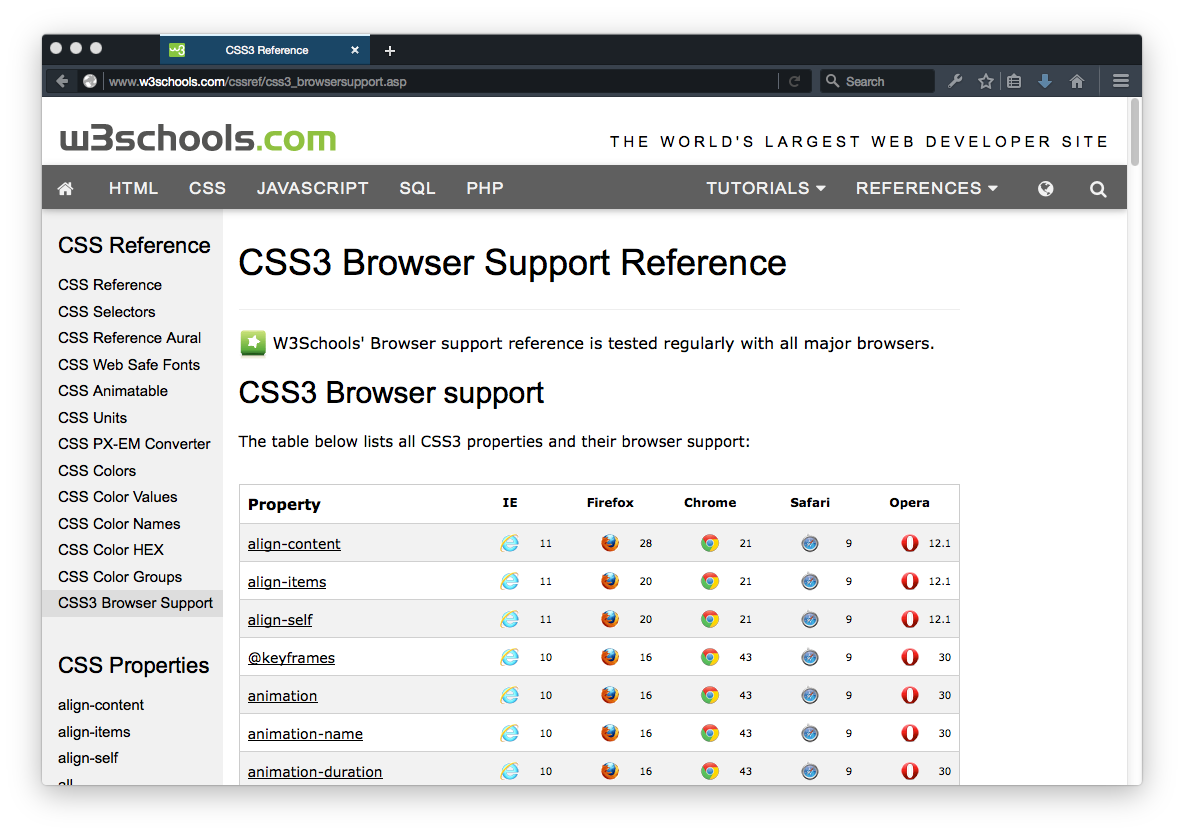 CSS3 Reference
www.w3schools.com/cssref/css3_browsersupport.asp
Search
w3schools.com
THE WORLD'S LARGEST WEB DEVELOPER SITE
HTML CSS JAVASCRIPT SQL PHP TUTORIALS REFERENCES
CSS Reference
CSS Reference
CSS Selectors
CSS Reference Aural
CSS Web Safe Fonts
CSS Animatable
CSS Units
CSS PX-EM Converter
CSS Colors
CSS Color Values
CSS Color Names
CSS Color HEX
CSS Color Groups
CSS3 Browser Support
CSS Properties
align-content
align-items
align-self
all
CSS3 Browser Support Reference
W3Schools' Browser support reference is tested regularly with all major browsers.
CSS3 Browser support
The table below lists all CSS3 properties and their browser support:
Property IE Firefox Chrome Safari Opera
align-content 11 28 21 9 12.1
align-items 11 20 21 9 12.1
align-self 11 20 21 9 12.1
@keyframes 10 16 43 9 30
animation 10 16 43 9 30
animation-name 10 16 43 9 30
animation-duration 10 16 43 9 30